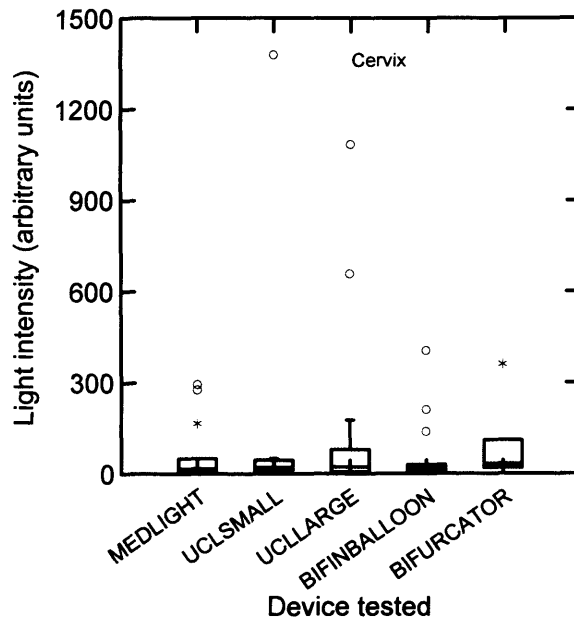 1500
1200
900
600
300
0
Light intensity (arbitrary units)
Cervix
MEDLIGHT
UCLSMALL
UCLLARGE
BIFINBALLOON
BIFURCATOR
Device tested